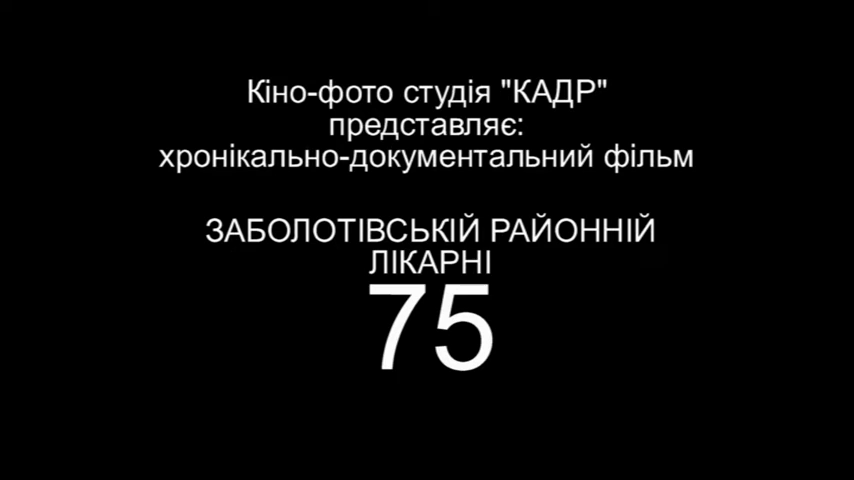 Кіно-фото студія "КАДР"
представляє:
хронікально-документальний фільм
ЗАБОЛОТІВСЬКІЙ РАЙОННІЙ
ЛІКАРНІ
75